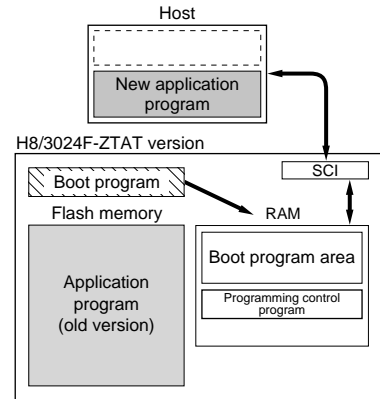 Host
New application
program
H8/3024F-ZTAT version
SCI
Boot program
Flash memory
RAM
Application
program
(old version)
Boot program area
Programming control
program